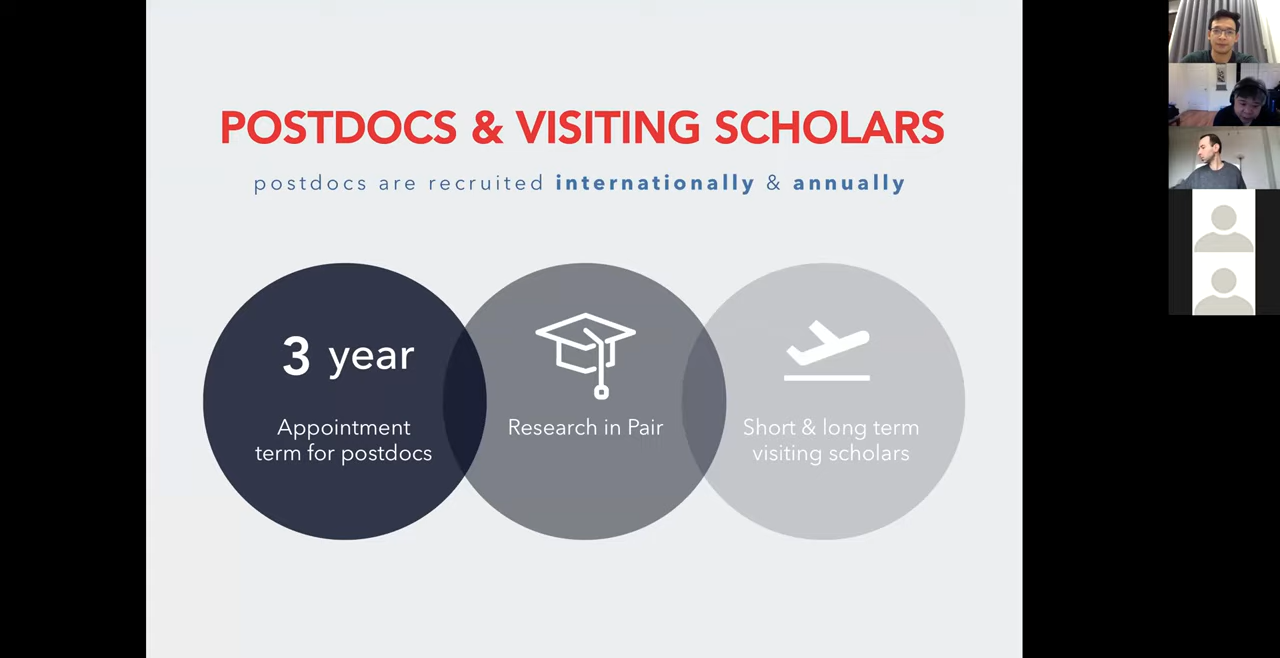 POSTDOCS & VISITING SCHOLARS
postdocs are recruited internationally & annually
3 year
Appointment
term for postdocs
Research in Pair
Short & long term
visiting scholars